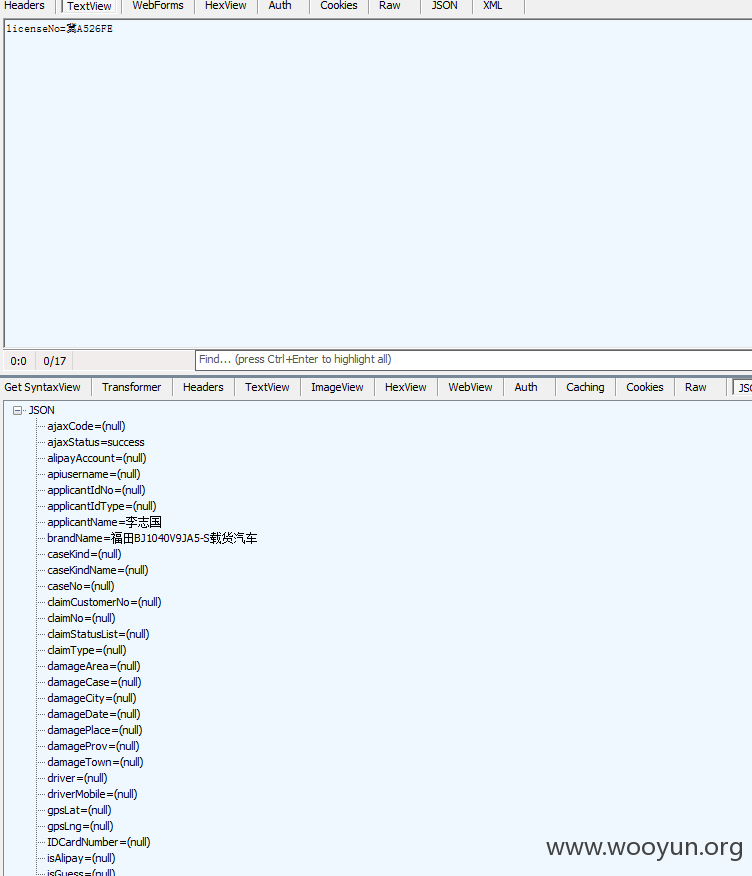 Headers TextView WebForms HexView Auth Cookies Raw JSON XML
licenseNo=冀A526FE
0:0 0/17 Find... (press Ctrl+Enter to highlight all)
Get SyntaxView Transformer Headers TextView ImageView HexView WebView Auth Caching Cookies Raw JSO
JSON
ajaxCode=(null)
ajaxStatus=success
alipayAccount=(null)
apiusername=(null)
applicantIdNo=(null)
applicantIdType=(null)
applicantName=李志国
brandName=福田BJ1040V9JA5-S载货汽车
caseKind=(null)
caseKindName=(null)
caseNo=(null)
claimCustomerNo=(null)
claimNo=(null)
claimStatusList=(null)
claimType=(null)
damageArea=(null)
damageCase=(null)
damageCity=(null)
damageDate=(null)
damagePlace=(null)
damageProv=(null)
damageTown=(null)
driver=(null)
driverMobile=(null)
gpsLat=(null)
gpsLng=(null)
IDCardNumber=(null)
isAlipay=(null)
isGuess=(null)
www.wooyun.org